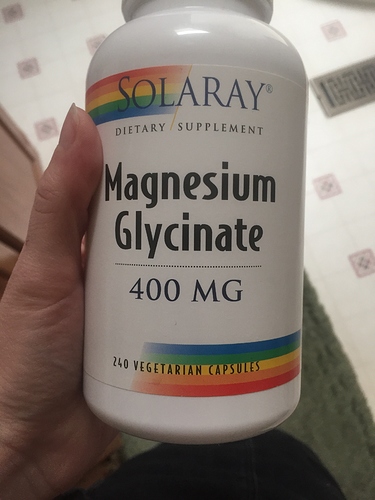 SOLARAY®
DIETARY SUPPLEMENT
Magnesium
Glycinate
400 MG
240 VEGETARIAN CAPSULES